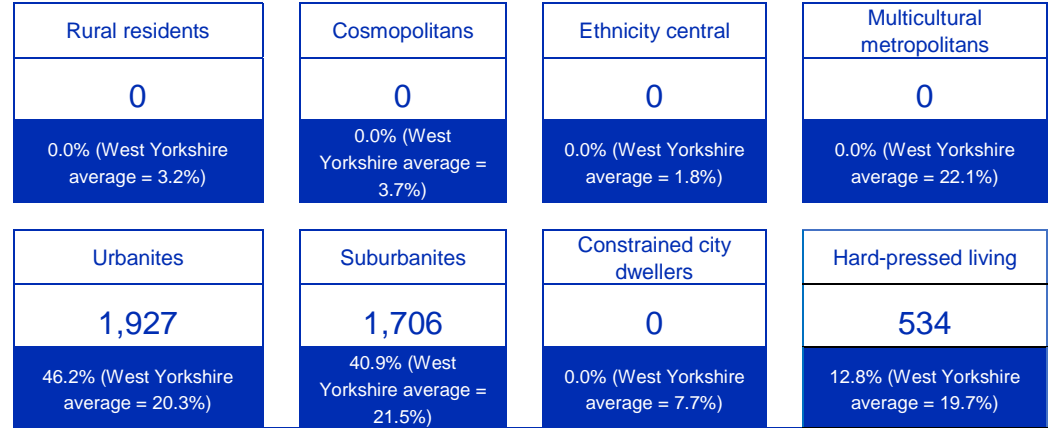 Rural residents
0
0.0% (West Yorkshire
average = 3.2%)
Cosmopolitans
0
0.0% (West
Yorkshire average =
3.7%)
Ethnicity central
0
0.0% (West Yorkshire
average = 1.8%)
Multicultural
metropolitans
0
0.0% (West Yorkshire
average = 22.1%)
Urbanites
1,927
46.2% (West Yorkshire
average = 20.3%)
Suburbanites
1,706
40.9% (West
Yorkshire average =
21.5%)
Constrained city
dwellers
0
0.0% (West Yorkshire
average = 7.7%)
Hard-pressed living
534
12.8% (West Yorkshire
average = 19.7%)